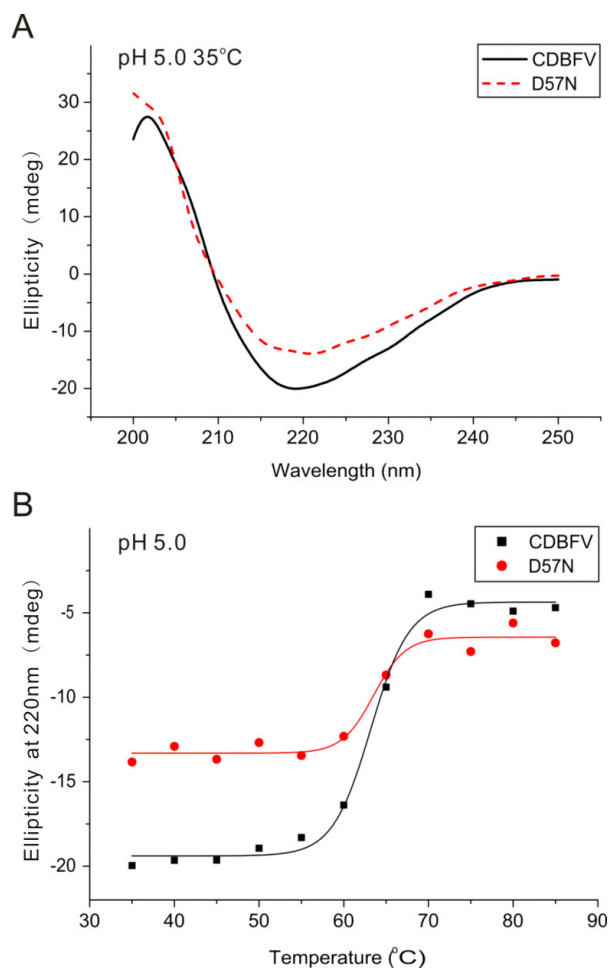 A
pH 5.0 35°C
CDBFV
D57N
30
20
10
0
-10
-20
Ellipticity (mdeg)
200 210 220 230 240 250
Wavelength (nm)
B
pH 5.0
CDBFV
D57N
-5
-10
-15
-20
Ellipticity at 220nm (mdeg)
30 40 50 60 70 80 90
Temperature (°C)